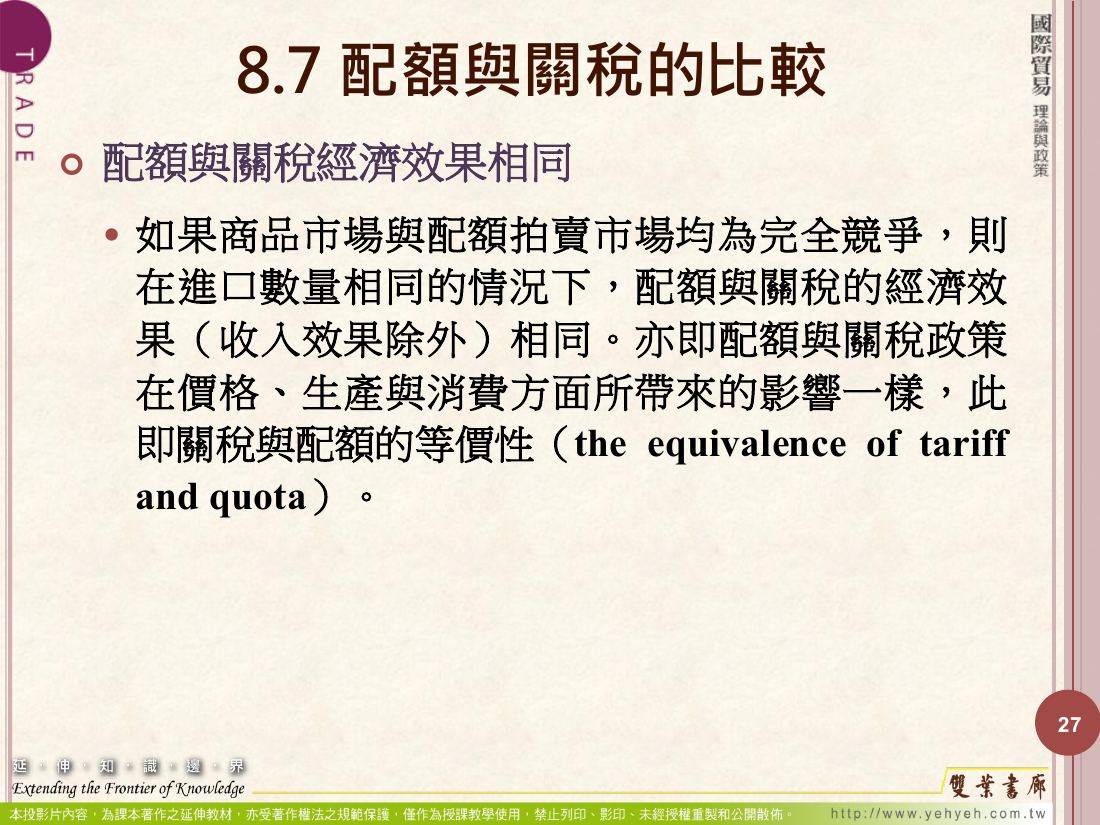 TRADE
國際貿易 理論與政策
8.7 配額與關稅的比較
配額與關稅經濟效果相同
• 如果商品市場與配額拍賣市場均為完全競爭，則
在進口數量相同的情況下，配額與關稅的經濟效
果（收入效果除外）相同。亦即配額與關稅政策
在價格、生產與消費方面所帶來的影響一樣，此
即關稅與配額的等價性（the equivalence of tariff
and quota）。
27
延 · 伸 · 知 · 識 · 邊 · 界
Extending the Frontier of Knowledge
雙葉書廊
本投影片內容，為課本著作之延伸教材，亦受著作權法之規範保護，僅作為授課教學使用，禁止列印、影印、未經授權重製和公開散佈。
http://www.yehyeh.com.tw